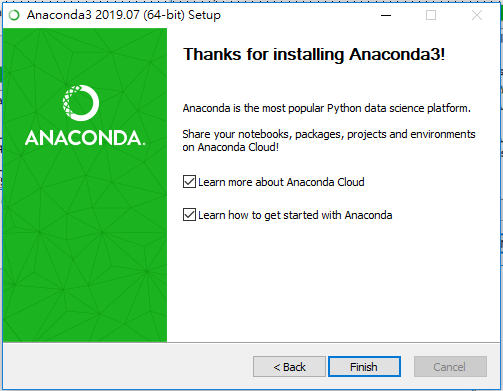 Anaconda3 2019.07 (64-bit) Setup
Thanks for installing Anaconda3!
Anaconda is the most popular Python data science platform.
Share your notebooks, packages, projects and environments
on Anaconda Cloud!
ANACONDA.
Learn more about Anaconda Cloud
Learn how to get started with Anaconda
< Back
Finish
Cancel